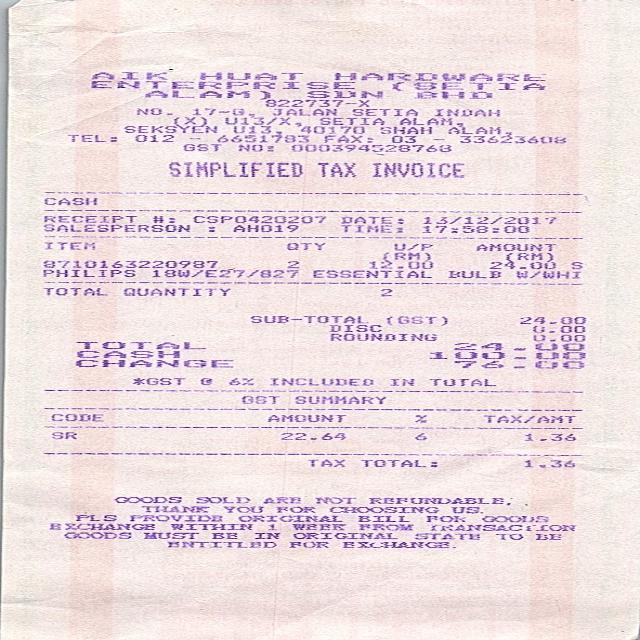 AIK HUAT HARDWARE
ENTERPRISE (SETIA
ALAM) SDN BHD
822737-X
NO. 17-G, JALAN SETIA INDAH
(X) U13/X, SETIA ALAM,
SEKSYEN U13, 40170 SHAH ALAM,
TEL: 012 - 6651783 FAX: 03 - 33623608
GST NO: 000394528768
SIMPLIFIED TAX INVOICE
CASH
RECEIPT #: CSP0420207 DATE: 13/12/2017
SALESPERSON : AH019 TIME: 17:58:00
ITEM QTY U/P AMOUNT
(RM) (RM)
8710163220987 2 12.00 24.00 S
PHILIPS 18W/E27/827 ESSENTIAL BULB W/WHI
TOTAL QUANTITY 2
SUB-TOTAL (GST) 24.00
DISC 0.00
ROUNDING 0.00
TOTAL 24.00
CASH 100.00
CHANGE 76.00
*GST @ 6% INCLUDED IN TOTAL
GST SUMMARY
CODE AMOUNT % TAX/AMT
SR 22.64 6 1.36
TAX TOTAL: 1.36
GOODS SOLD ARE NOT REFUNDABLE,
THANK YOU FOR CHOOSING US.
PLS PROVIDE ORIGINAL BILL FOR GOODS
EXCHANGE WITHIN 1 WEEK FROM TRANSACTION
GOODS MUST BE IN ORIGINAL STATE TO BE
ENTITLED FOR EXCHANGE.